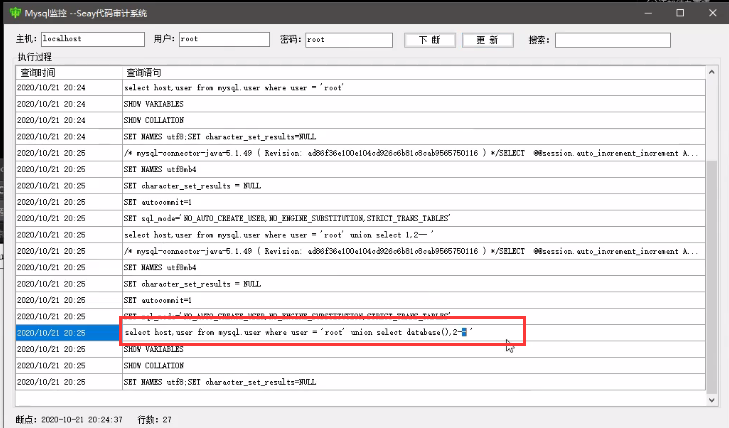 Mysql监控 --Seay代码审计系统
主机: localhost 用户: root 密码: root 下 断 更 新 搜索:
执行过程
查询时间 查询语句
2020/10/21 20:24 select host,user from mysql.user where user = 'root'
2020/10/21 20:24 SHOW VARIABLES
2020/10/21 20:24 SHOW COLLATION
2020/10/21 20:24 SET NAMES utf8;SET character_set_results=NULL
2020/10/21 20:25 /* mysql-connector-java-5.1.49 ( Revision: ad86f36e100e104cd926c6b81c8cab9565750116 ) */SELECT @@session.auto_increment_increment A...
2020/10/21 20:25 SET NAMES utf8mb4
2020/10/21 20:25 SET character_set_results = NULL
2020/10/21 20:25 SET autocommit=1
2020/10/21 20:25 SET sql_mode='NO_AUTO_CREATE_USER,NO_ENGINE_SUBSTITUTION,STRICT_TRANS_TABLES'
2020/10/21 20:25 select host,user from mysql.user where user = 'root' union select 1,2-- '
2020/10/21 20:25 /* mysql-connector-java-5.1.49 ( Revision: ad86f36e100e104cd926c6b81c8cab9565750116 ) */SELECT @@session.auto_increment_increment A...
2020/10/21 20:25 SET NAMES utf8mb4
2020/10/21 20:25 SET character_set_results = NULL
2020/10/21 20:25 SET autocommit=1
2020/10/21 20:25 SET sql_mode='NO_AUTO_CREATE_USER,NO_ENGINE_SUBSTITUTION,STRICT_TRANS_TABLES'
2020/10/21 20:25 select host,user from mysql.user where user = 'root' union select database(),2-- '
2020/10/21 20:25 SHOW VARIABLES
2020/10/21 20:25 SHOW COLLATION
2020/10/21 20:25 SET NAMES utf8;SET character_set_results=NULL
断点: 2020-10-21 20:24:37 行数: 27